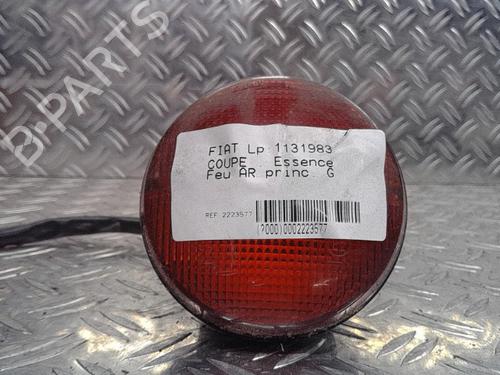 B-PARTS
FIAT Lp 1131983
COUPE . Essence
Feu AR princ. G
REF. 2223577
(?000)0002223577